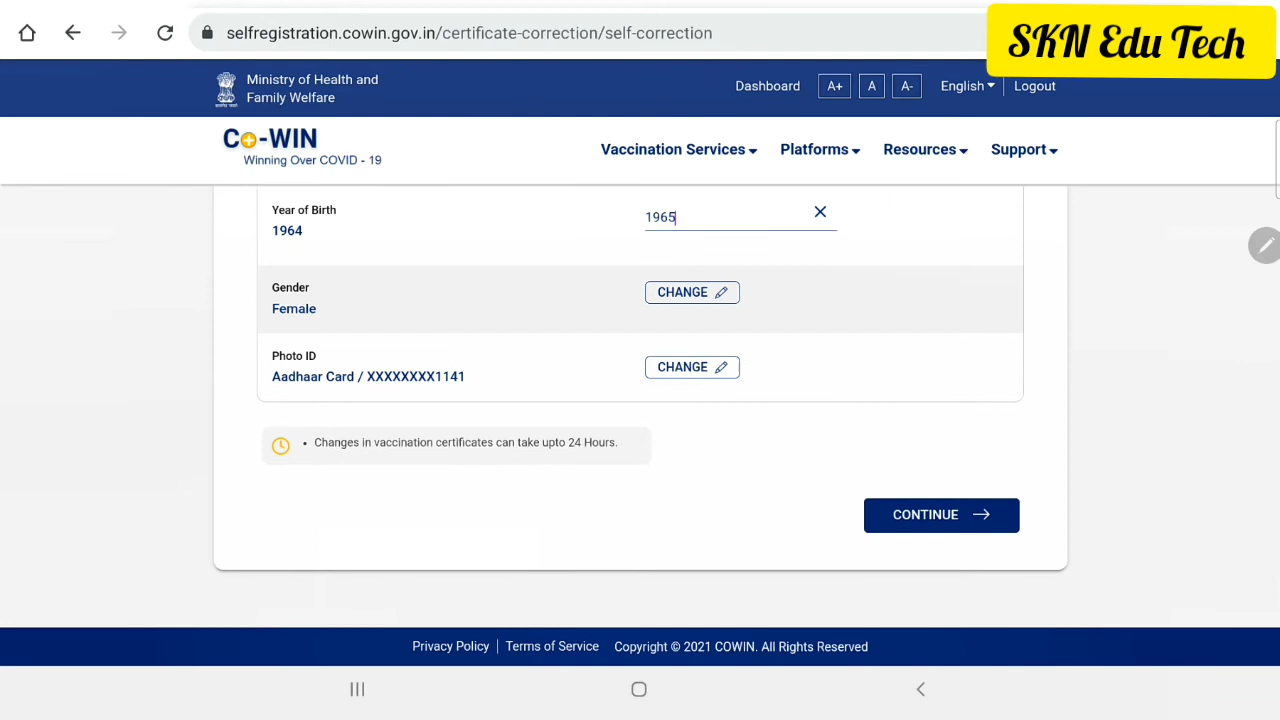 selfregistration.cowin.gov.in/certificate-correction/self-correction
SKN Edu Tech
Ministry of Health and
Family Welfare
Dashboard A+ A A- English Logout
Co-WIN
Winning Over COVID - 19
Vaccination Services Platforms Resources Support
Year of Birth
1964
1965
Gender
Female
CHANGE
Photo ID
Aadhaar Card / XXXXXXXX1141
CHANGE
• Changes in vaccination certificates can take upto 24 Hours.
CONTINUE
Privacy Policy | Terms of Service Copyright © 2021 COWIN. All Rights Reserved